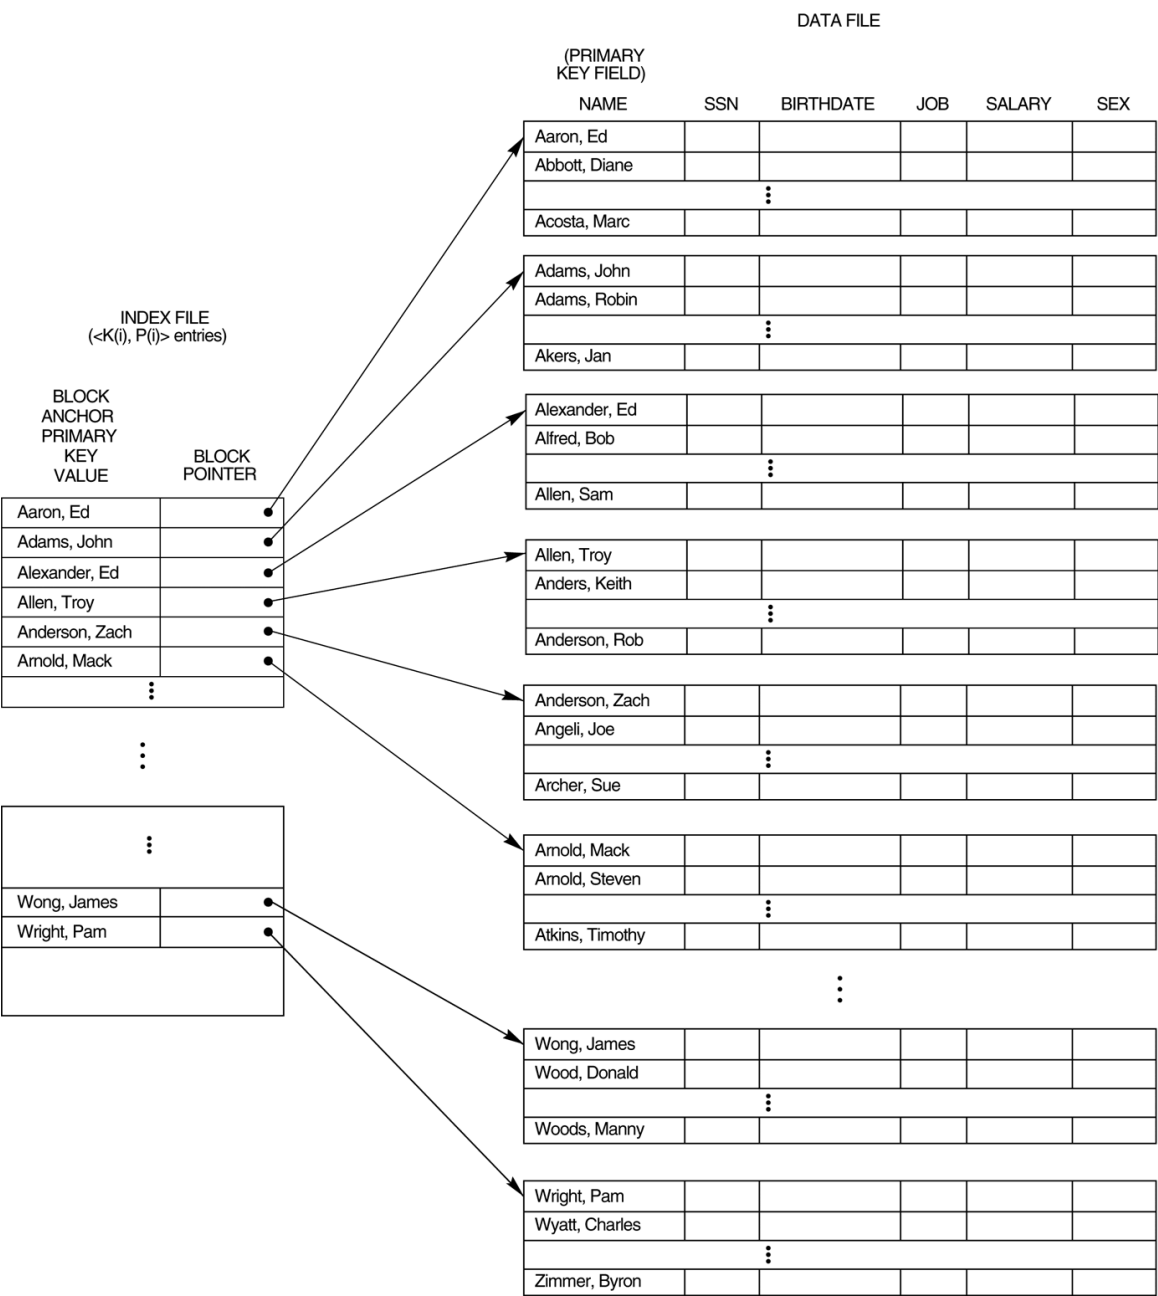 DATA FILE
(PRIMARY
KEY FIELD)
NAME SSN BIRTHDATE JOB SALARY SEX
Aaron, Ed
Abbott, Diane
Acosta, Marc
Adams, John
Adams, Robin
Akers, Jan
Alexander, Ed
Alfred, Bob
Allen, Sam
Allen, Troy
Anders, Keith
Anderson, Rob
Anderson, Zach
Angeli, Joe
Archer, Sue
Arnold, Mack
Arnold, Steven
Atkins, Timothy
Wong, James
Wood, Donald
Woods, Manny
Wright, Pam
Wyatt, Charles
Zimmer, Byron
INDEX FILE
(<K(i), P(i)> entries)
BLOCK
ANCHOR
PRIMARY
KEY
VALUE
BLOCK
POINTER
Aaron, Ed
Adams, John
Alexander, Ed
Allen, Troy
Anderson, Zach
Arnold, Mack
Wong, James
Wright, Pam